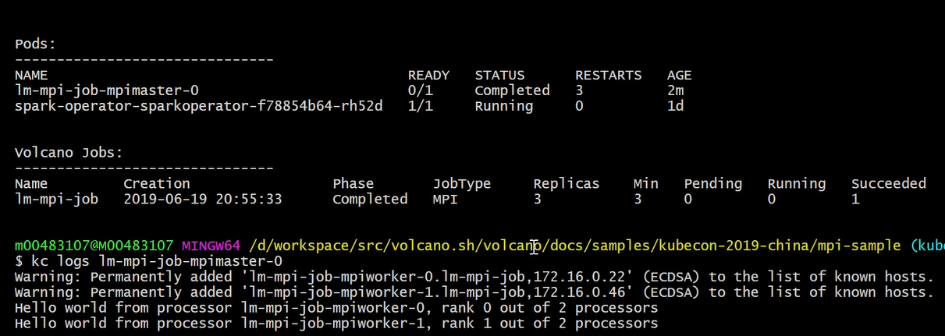 Pods:
------------------------------
NAME READY STATUS RESTARTS AGE
lm-mpi-job-mpimaster-0 0/1 Completed 3 2m
spark-operator-sparkoperator-f78854b64-rh52d 1/1 Running 0 1d
Volcano Jobs:
------------------------------
Name Creation Phase JobType Replicas Min Pending Running Succeeded
lm-mpi-job 2019-06-19 20:55:33 Completed MPI 3 3 0 0 1
m00483107@M00483107 MINGW64 /d/workspace/src/volcano.sh/volcano/docs/samples/kubecon-2019-china/mpi-sample (kube
$ kc logs lm-mpi-job-mpimaster-0
Warning: Permanently added 'lm-mpi-job-mpiworker-0.lm-mpi-job,172.16.0.22' (ECDSA) to the list of known hosts.
Warning: Permanently added 'lm-mpi-job-mpiworker-1.lm-mpi-job,172.16.0.46' (ECDSA) to the list of known hosts.
Hello world from processor lm-mpi-job-mpiworker-0, rank 0 out of 2 processors
Hello world from processor lm-mpi-job-mpiworker-1, rank 1 out of 2 processors